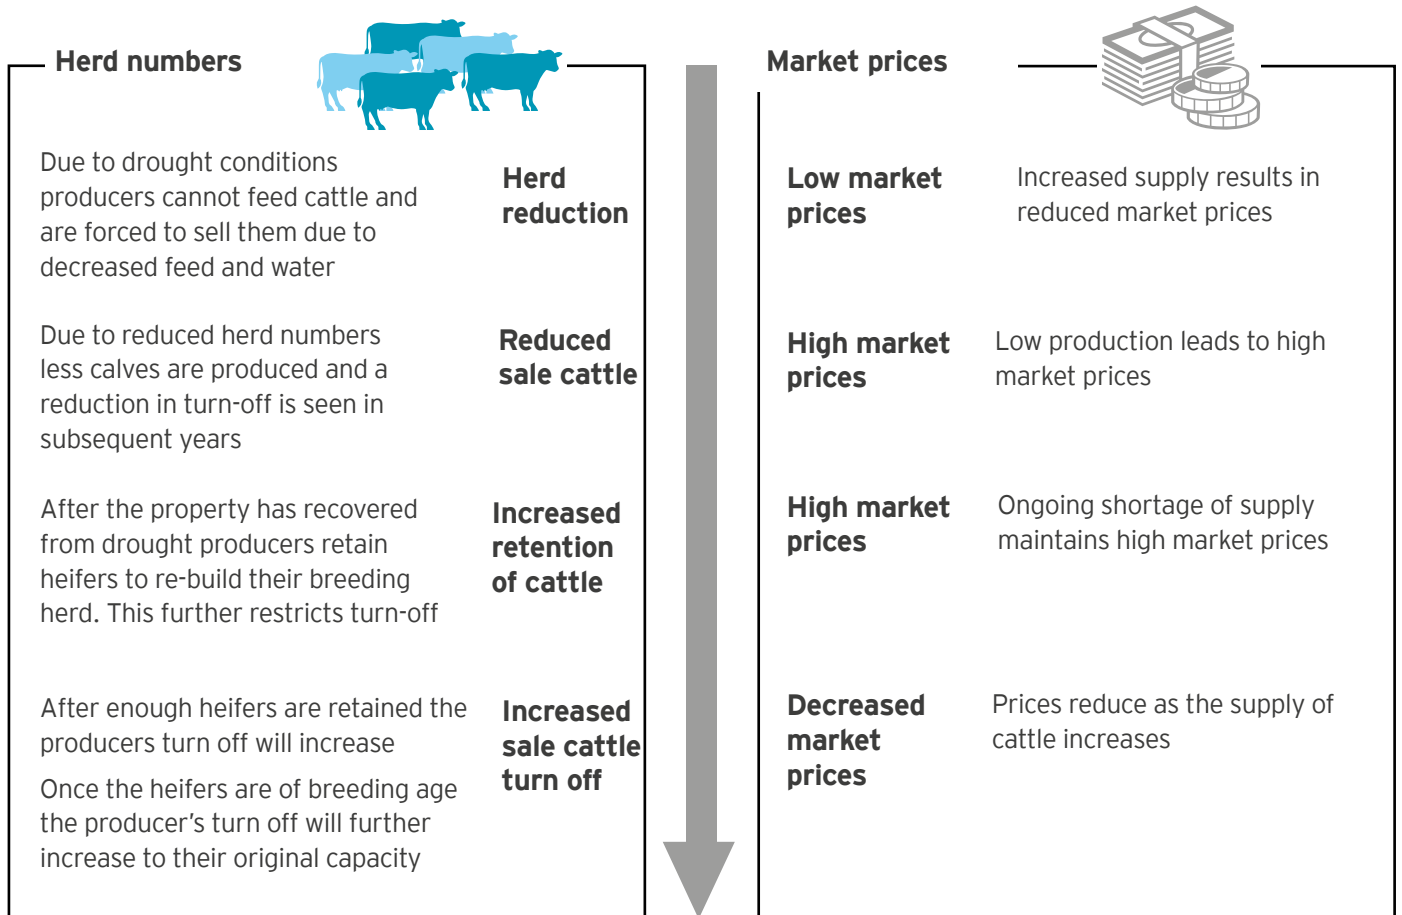 Herd numbers
Due to drought conditions
producers cannot feed cattle and
are forced to sell them due to
decreased feed and water
Herd
reduction
Due to reduced herd numbers
less calves are produced and a
reduction in turn-off is seen in
subsequent years
Reduced
sale cattle
After the property has recovered
from drought producers retain
heifers to re-build their breeding
herd. This further restricts turn-off
Increased
retention
of cattle
After enough heifers are retained the
producers turn off will increase
Once the heifers are of breeding age
the producer's turn off will further
increase to their original capacity
Increased
sale cattle
turn off
Market prices
Low market
prices
Increased supply results in
reduced market prices
High market
prices
Low production leads to high
market prices
High market
prices
Ongoing shortage of supply
maintains high market prices
Decreased
market
prices
Prices reduce as the supply of
cattle increases